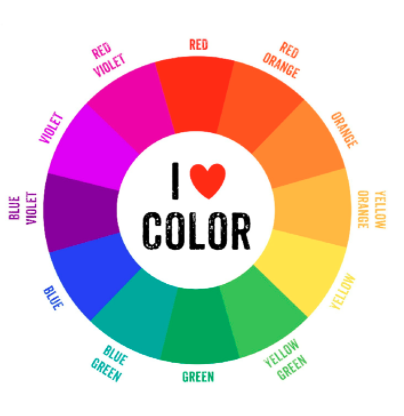 RED
RED
ORANGE
ORANGE
YELLOW
ORANGE
YELLOW
YELLOW
GREEN
GREEN
BLUE
GREEN
BLUE
BLUE
VIOLET
VIOLET
RED
VIOLET
I ♥
COLOR